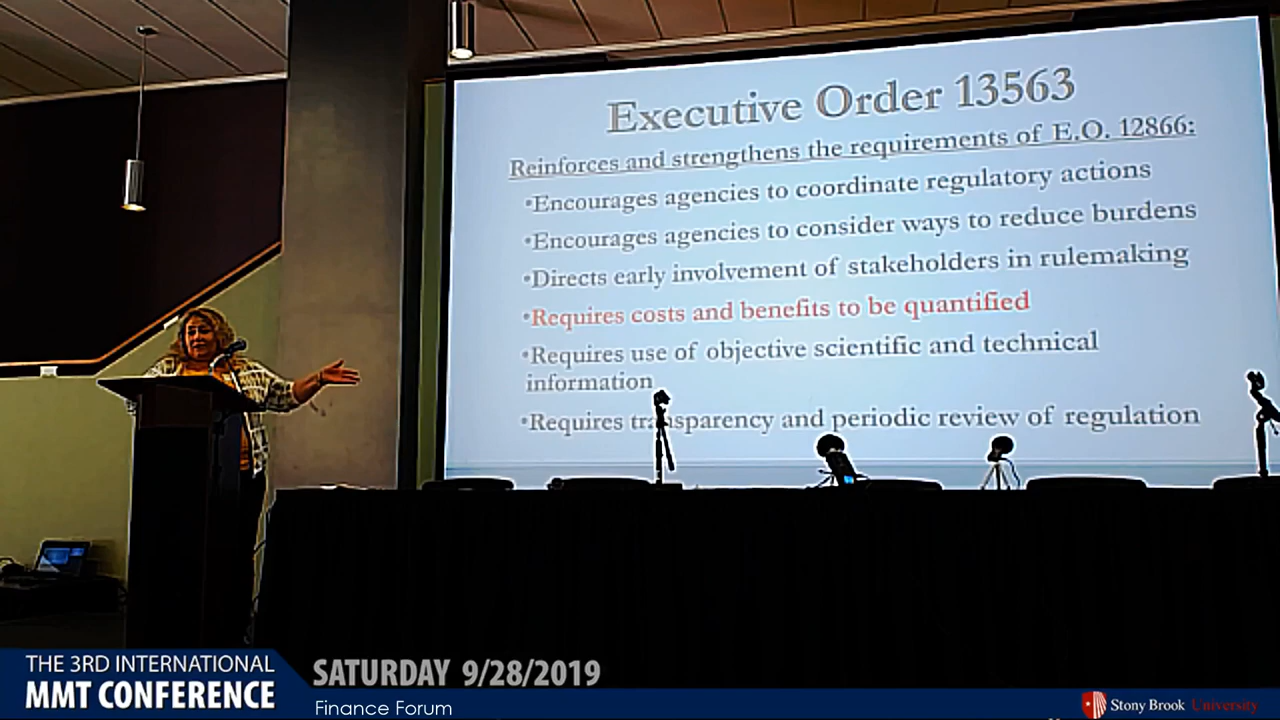 Executive Order 13563
Reinforces and strengthens the requirements of E.O. 12866:
•Encourages agencies to coordinate regulatory actions
•Encourages agencies to consider ways to reduce burdens
•Directs early involvement of stakeholders in rulemaking
•Requires costs and benefits to be quantified
•Requires use of objective scientific and technical
information
•Requires transparency and periodic review of regulation
THE 3RD INTERNATIONAL
MMT CONFERENCE
SATURDAY 9/28/2019
Finance Forum
Stony Brook University